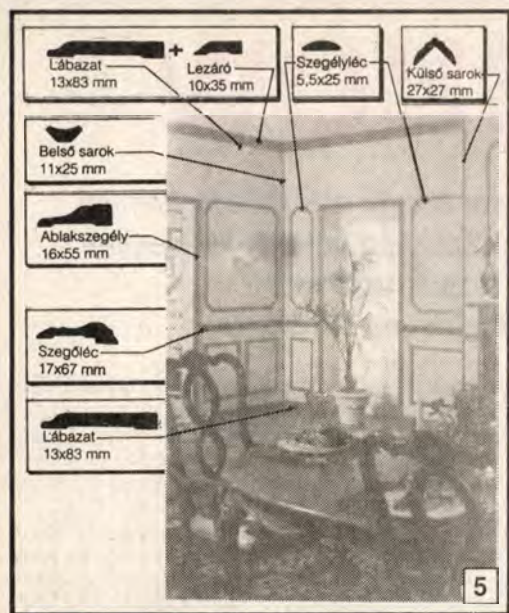 +
Lábazat
13x83 mm
Lezáró
10x35 mm
Szegélyléc
5,5x25 mm
Külső sarok
27x27 mm
Belső sarok
11x25 mm
Ablakszegély
16x55 mm
Szegőléc
17x67 mm
Lábazat
13x83 mm
5